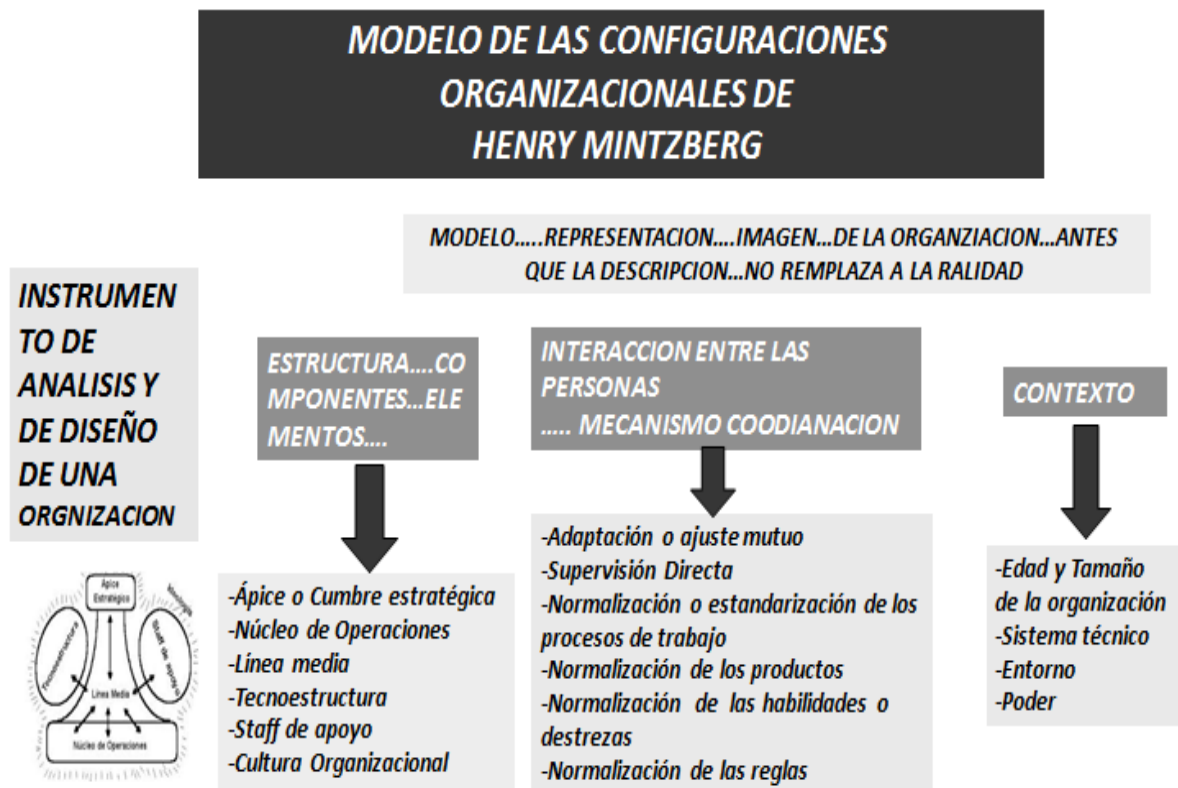 MODELO DE LAS CONFIGURACIONES
ORGANIZACIONALES DE
HENRY MINTZBERG
MODELO.....REPRESENTACION....IMAGEN...DE LA ORGANZIACION...ANTES
QUE LA DESCRIPCION...NO REMPLAZA A LA RALIDAD
INSTRUMEN
TO DE
ANALISIS Y
DE DISEÑO
DE UNA
ORGNIZACION
ESTRUCTURA....CO
MPONENTES...ELE
MENTOS....
INTERACCION ENTRE LAS
PERSONAS
..... MECANISMO COODIANACION
CONTEXTO
Ápice
Estratégico
Ideología
Tecnoestructura
Staff de apoyo
Línea Media
Núcleo de Operaciones
-Ápice o Cumbre estratégica
-Núcleo de Operaciones
-Línea media
-Tecnoestructura
-Staff de apoyo
-Cultura Organizacional
-Adaptación o ajuste mutuo
-Supervisión Directa
-Normalización o estandarización de los
procesos de trabajo
-Normalización de los productos
-Normalización de las habilidades o
destrezas
-Normalización de las reglas
-Edad y Tamaño
de la organización
-Sistema técnico
-Entorno
-Poder